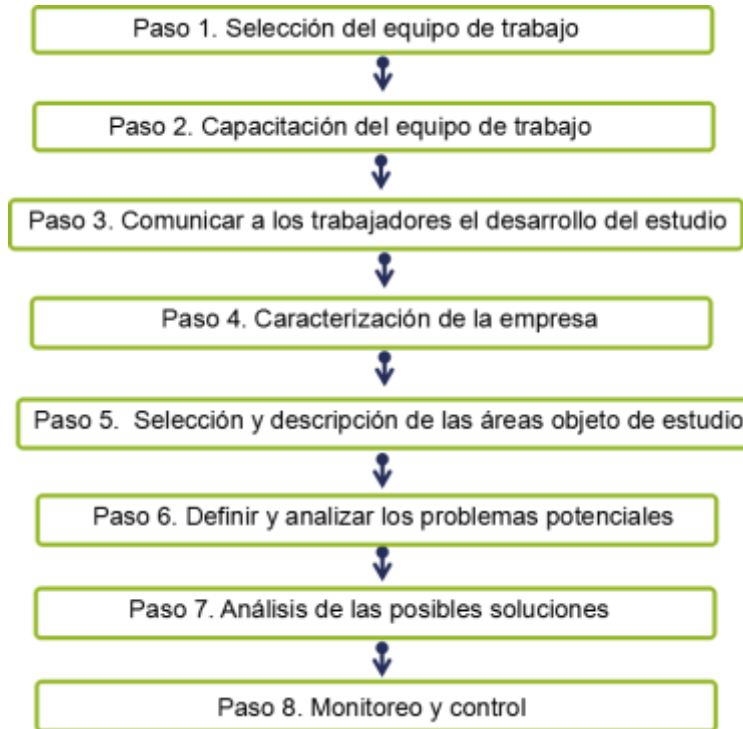 Paso 1. Selección del equipo de trabajo
Paso 2. Capacitación del equipo de trabajo
Paso 3. Comunicar a los trabajadores el desarrollo del estudio
Paso 4. Caracterización de la empresa
Paso 5. Selección y descripción de las áreas objeto de estudio
Paso 6. Definir y analizar los problemas potenciales
Paso 7. Análisis de las posibles soluciones
Paso 8. Monitoreo y control